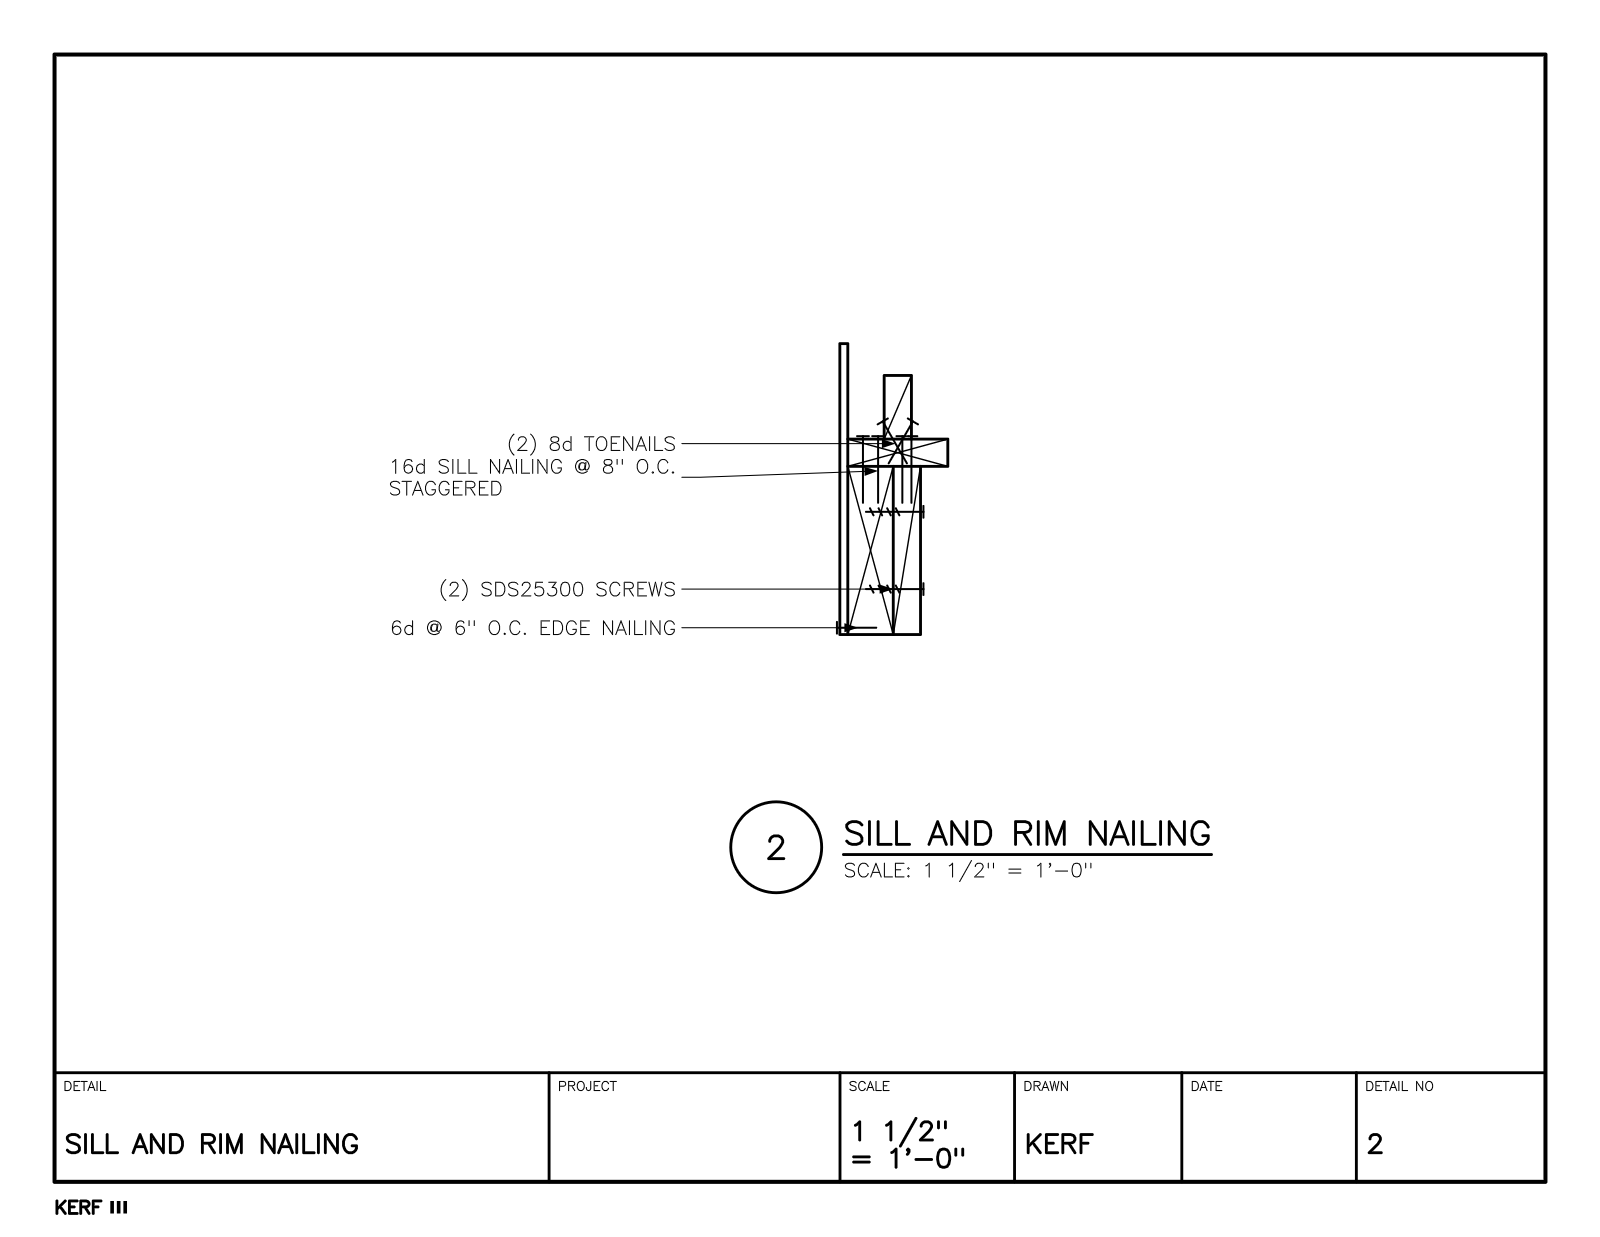 (2) 8d TOENAILS
16d SILL NAILING @ 8" O.C.
STAGGERED
(2) SDS25300 SCREWS
6d @ 6" O.C. EDGE NAILING
2
SILL AND RIM NAILING
SCALE: 1 1/2" = 1'-0"
DETAIL
SILL AND RIM NAILING
PROJECT
SCALE
1 1/2"
= 1'-0"
DRAWN
KERF
DATE
DETAIL NO
2
KERF III